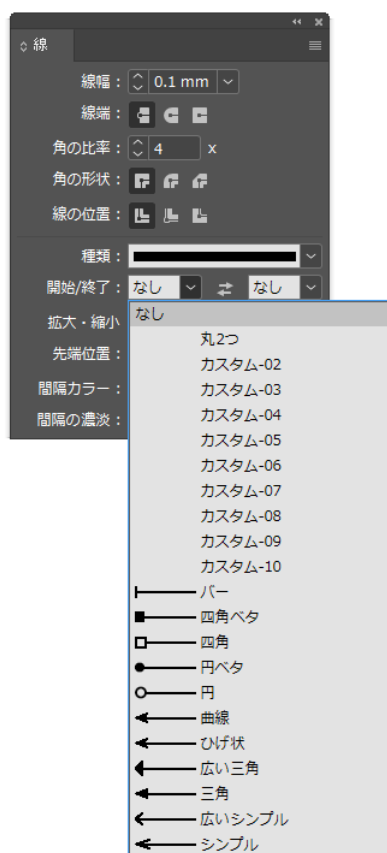 線
線幅： 0.1 mm
線端：
角の比率： 4 x
角の形状：
線の位置：
種類：
開始/終了： なし なし
拡大・縮小
先端位置：
間隔カラー：
間隔の濃淡：
なし
丸2つ
カスタム-02
カスタム-03
カスタム-04
カスタム-05
カスタム-06
カスタム-07
カスタム-08
カスタム-09
カスタム-10
バー
四角ベタ
四角
円ベタ
円
曲線
ひげ状
広い三角
三角
広いシンプル
シンプル